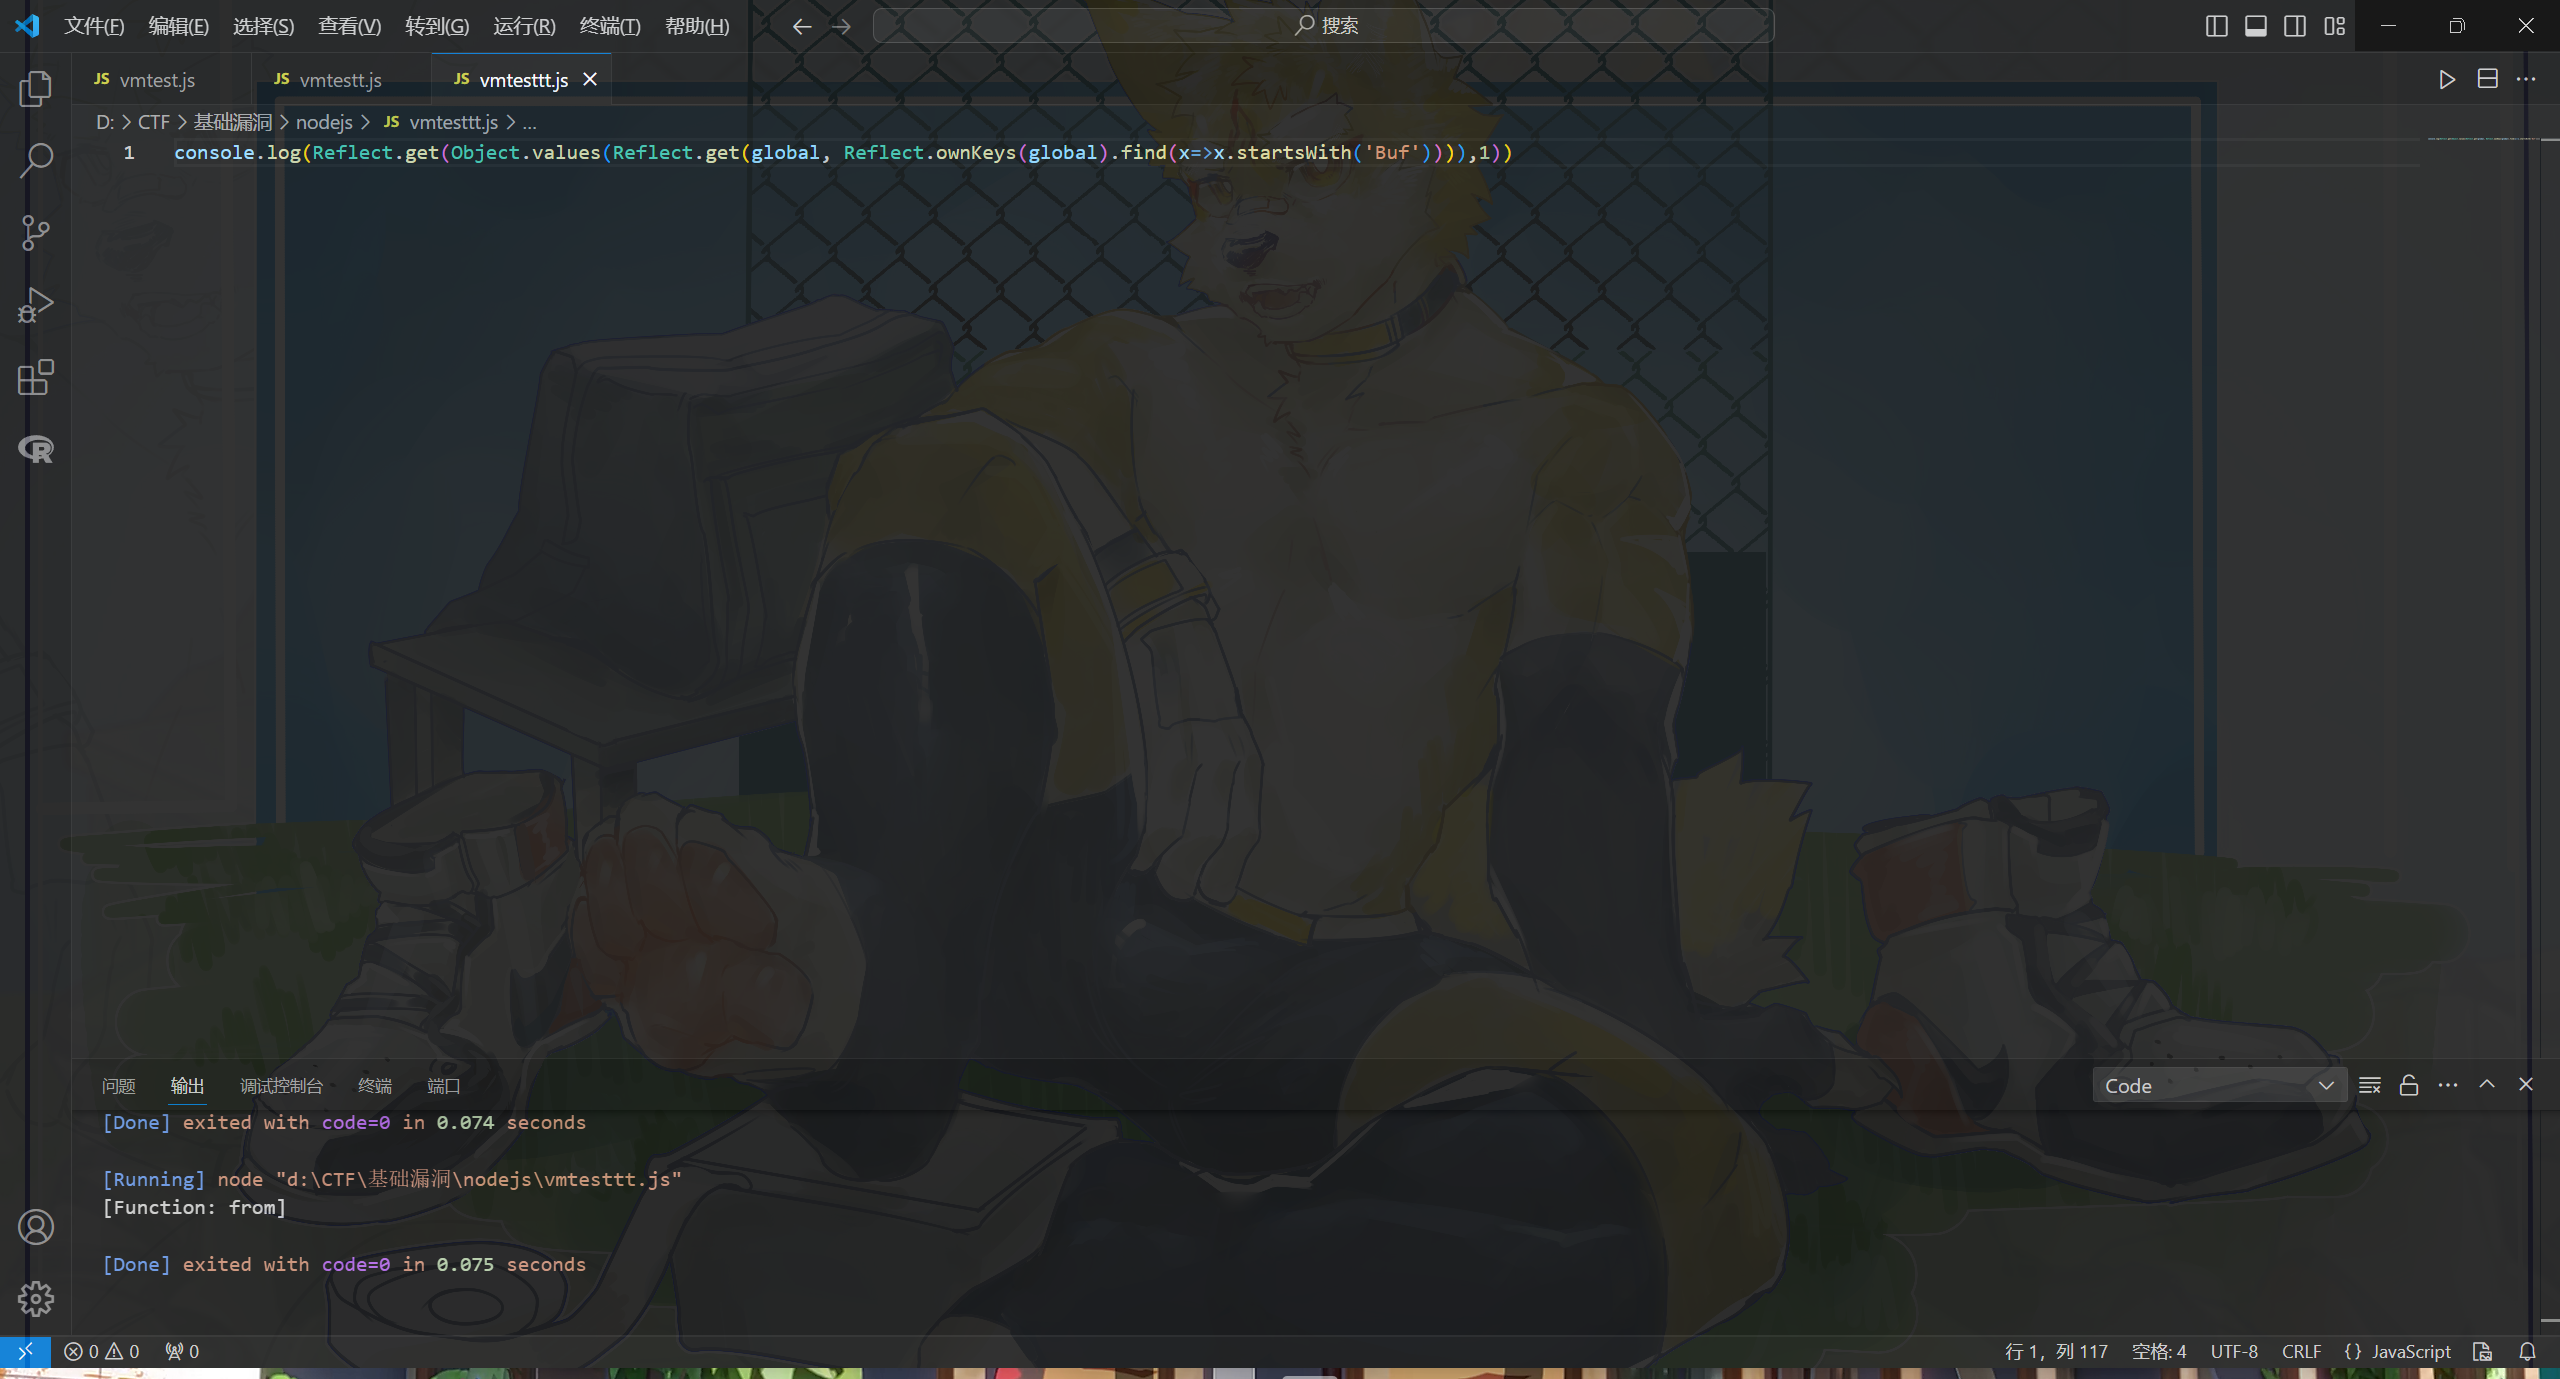 文件(F) 编辑(E) 选择(S) 查看(V) 转到(G) 运行(R) 终端(T) 帮助(H) 搜索
JS vmtest.js JS vmtestt.js JS vmtesttt.js
D: > CTF > 基础漏洞 > nodejs > JS vmtesttt.js > ...
1 console.log(Reflect.get(Object.values(Reflect.get(global, Reflect.ownKeys(global).find(x=>x.startsWith('Buf')))),1))
问题 输出 调试控制台 终端 端口 Code
[Done] exited with code=0 in 0.074 seconds
[Running] node "d:\CTF\基础漏洞\nodejs\vmtesttt.js"
[Function: from]
[Done] exited with code=0 in 0.075 seconds
0 0 0 行 1, 列 117 空格: 4 UTF-8 CRLF {} JavaScript